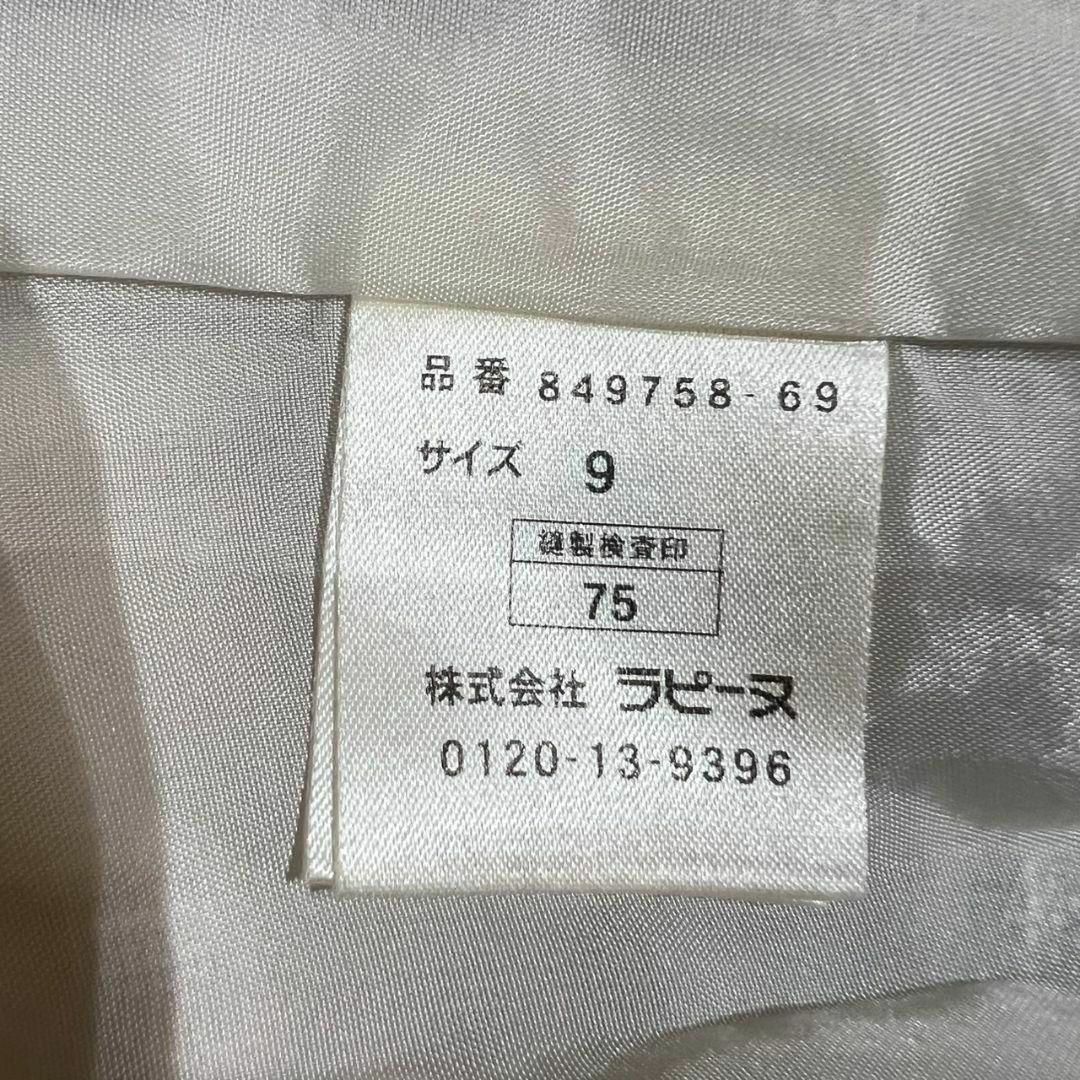 品番 849758-69
サイズ 9
縫製検査印
75
株式会社 ラピーヌ
0120-13-9396